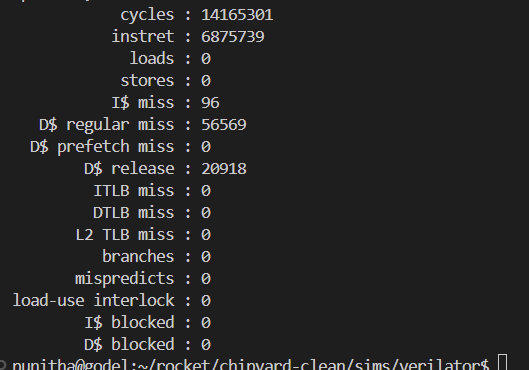 cycles : 14165301
instret : 6875739
loads : 0
stores : 0
I$ miss : 96
D$ regular miss : 56569
D$ prefetch miss : 0
D$ release : 20918
ITLB miss : 0
DTLB miss : 0
L2 TLB miss : 0
branches : 0
mispredicts : 0
load-use interlock : 0
I$ blocked : 0
D$ blocked : 0
nunitha@godel:~/rocket/chipyard-clean/sims/verilator$